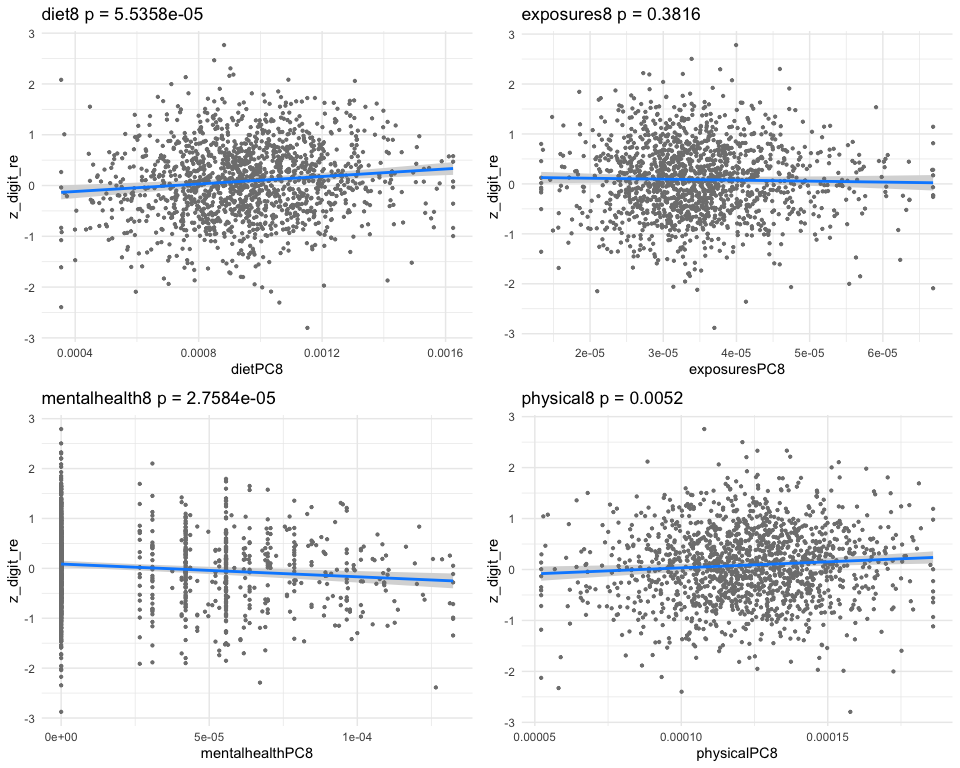 diet8 p = 5.5358e-05
3
2
1
0
-1
-2
-3
z_digit_re
0.0004
0.0008
0.0012
0.0016
dietPC8
exposures8 p = 0.3816
3
2
1
0
-1
-2
-3
z_digit_re
2e-05
3e-05
4e-05
5e-05
6e-05
exposuresPC8
mentalhealth8 p = 2.7584e-05
3
2
1
0
-1
-2
-3
z_digit_re
0e+00
5e-05
1e-04
mentalhealthPC8
physical8 p = 0.0052
3
2
1
0
-1
-2
-3
z_digit_re
0.00005
0.00010
0.00015
physicalPC8